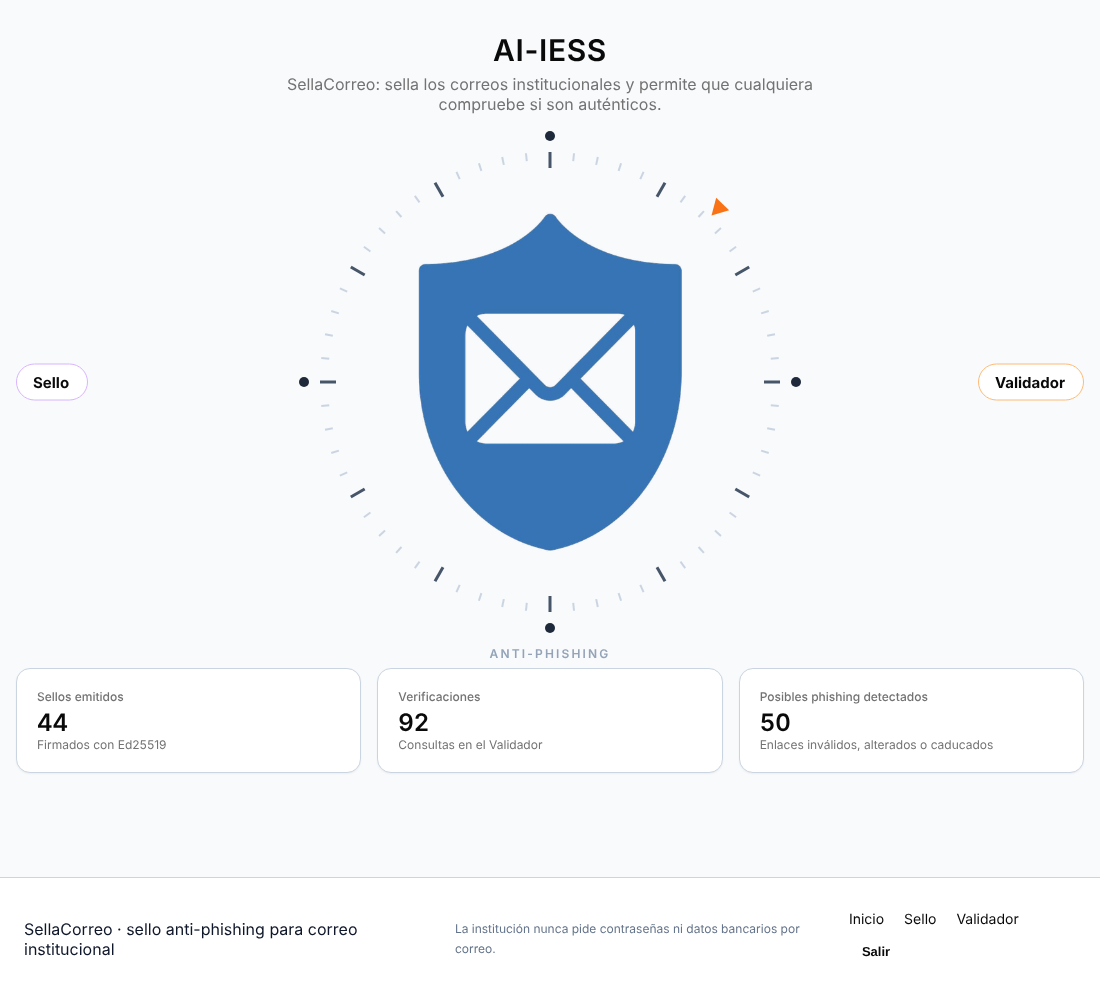 AI-IESS
SellaCorreo: sella los correos institucionales y permite que cualquiera
compruebe si son auténticos.
Sello
Validador
ANTI-PHISHING
Sellos emitidos
44
Firmados con Ed25519
Verificaciones
92
Consultas en el Validador
Posibles phishing detectados
50
Enlaces inválidos, alterados o caducados
SellaCorreo · sello anti-phishing para correo
institucional
La institución nunca pide contraseñas ni datos bancarios por
correo.
Inicio Sello Validador
Salir